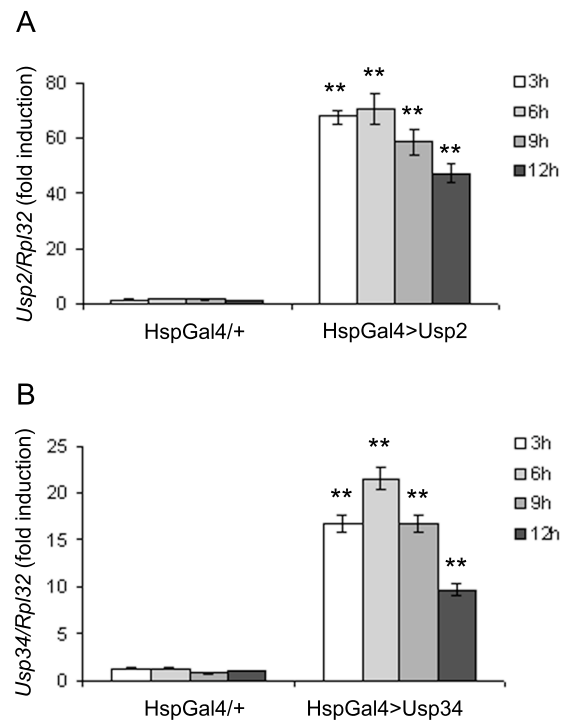 A
Usp2/Rpl32 (fold induction)
80
60
40
20
0
** ** ** **
3h
6h
9h
12h
HspGal4/+ HspGal4>Usp2
B
Usp34/Rpl32 (fold induction)
25
20
15
10
5
0
** ** ** **
3h
6h
9h
12h
HspGal4/+ HspGal4>Usp34